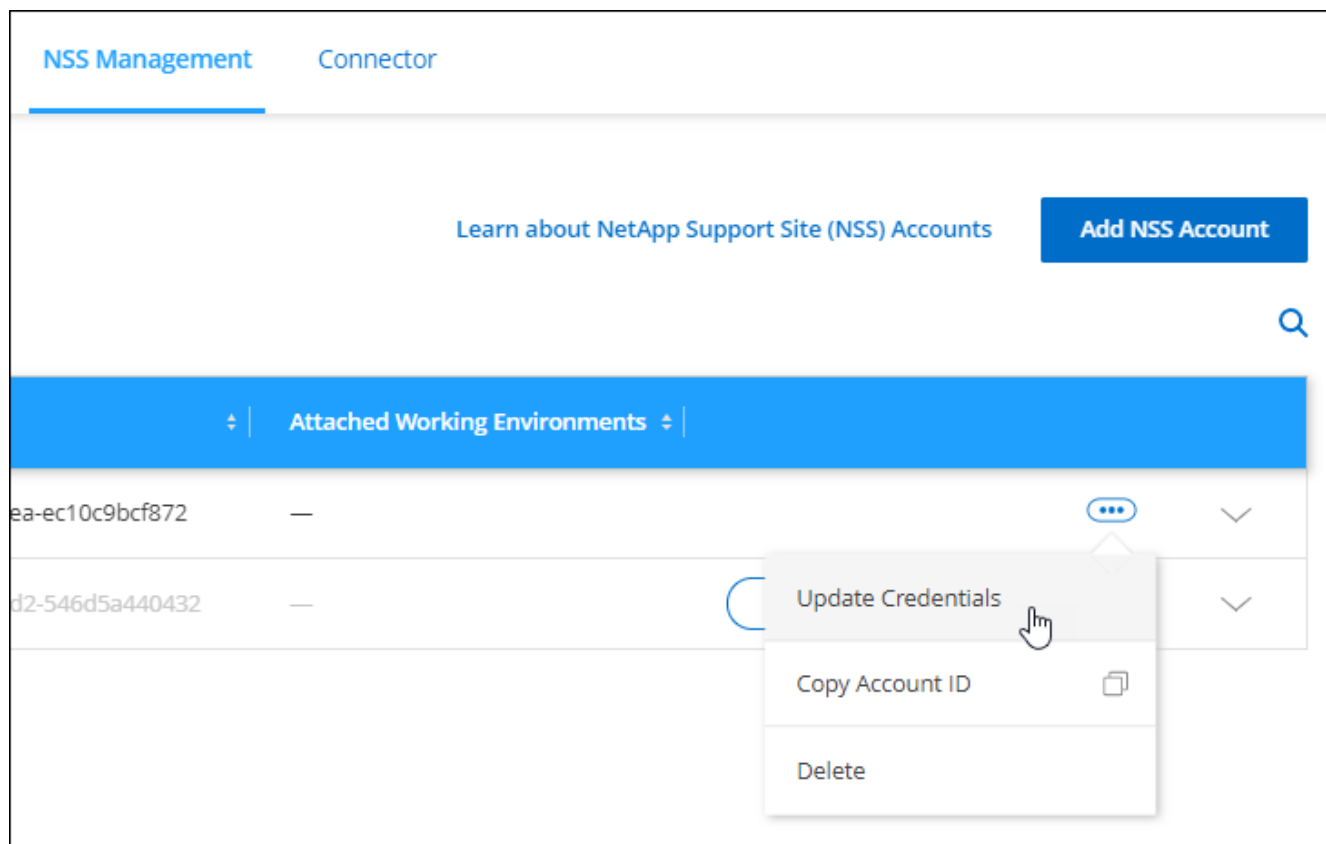 NSS Management Connector
Learn about NetApp Support Site (NSS) Accounts Add NSS Account
Attached Working Environments
ea-ec10c9bcf872 —
d2-546d5a440432 —
Update Credentials
Copy Account ID
Delete